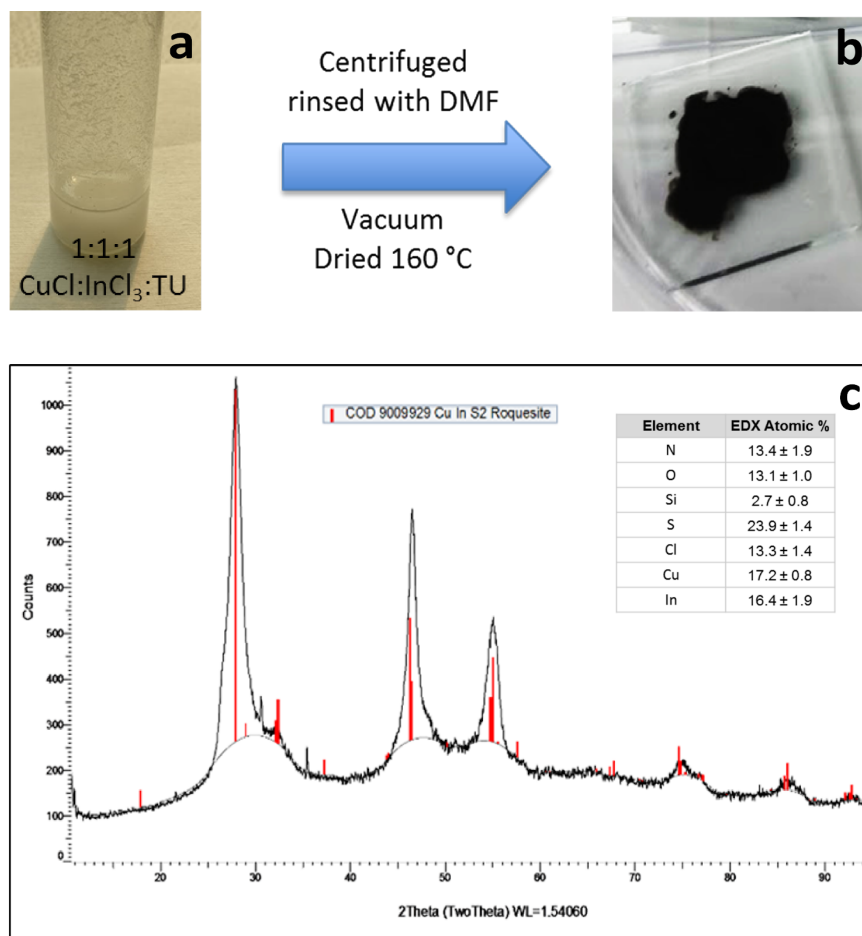 a
1:1:1
CuCl:InCl₃:TU
Centrifuged
rinsed with DMF
Vacuum
Dried 160 °C
b
c
COD 9009929 Cu In S2 Roquesite
Element EDX Atomic %
N 13.4 ± 1.9
O 13.1 ± 1.0
Si 2.7 ± 0.8
S 23.9 ± 1.4
Cl 13.3 ± 1.4
Cu 17.2 ± 0.8
In 16.4 ± 1.9
Counts
1000
900
800
700
600
500
400
300
200
100
0
20 30 40 50 60 70 80 90
2Theta (TwoTheta) WL=1.54060